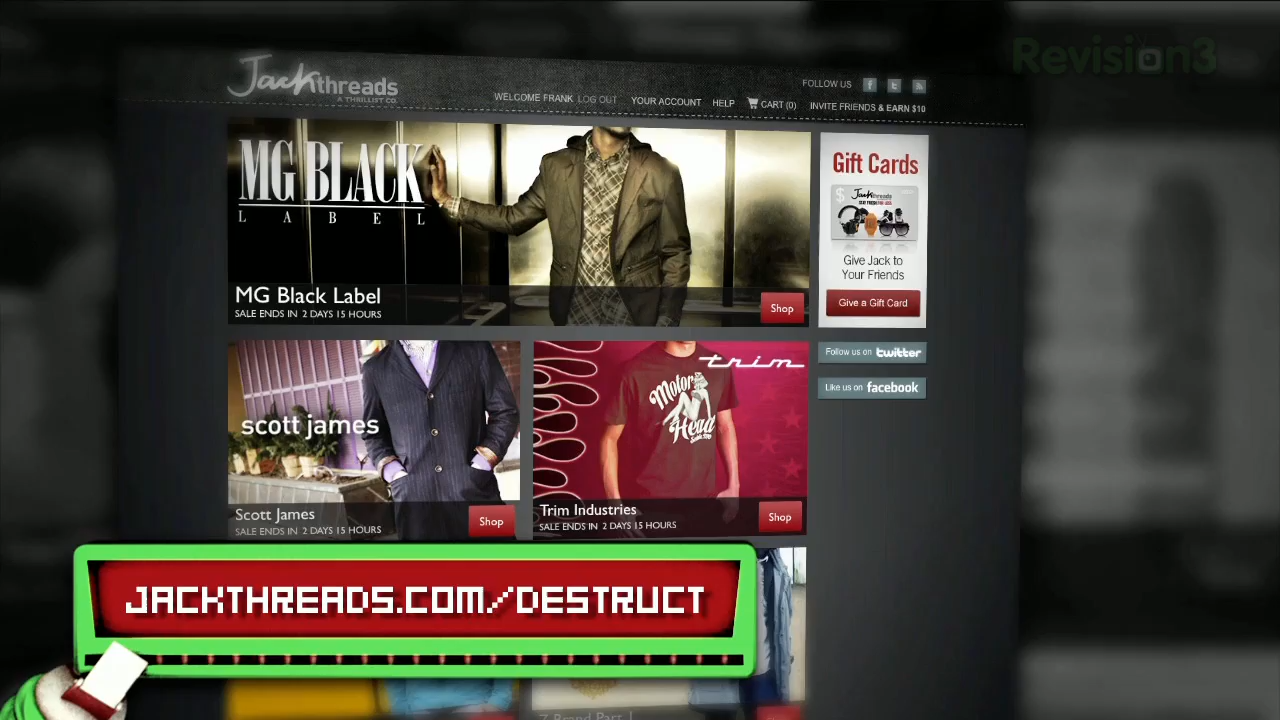 Revision3
Jackthreads
A THRILLIST CO.
FOLLOW US
WELCOME FRANK LOG OUT YOUR ACCOUNT HELP CART (0) INVITE FRIENDS & EARN $10
MG BLACK
LABEL
MG Black Label
SALE ENDS IN 2 DAYS 15 HOURS
Shop
Gift Cards
Jackthreads
Give Jack to
Your Friends
Give a Gift Card
Follow us on twitter
Like us on facebook
scott james
Scott James
SALE ENDS IN 2 DAYS 15 HOURS
Shop
trim
Motor
Head
Trim Industries
SALE ENDS IN 2 DAYS 15 HOURS
Shop
JACKTHREADS.COM/DESTRUCT